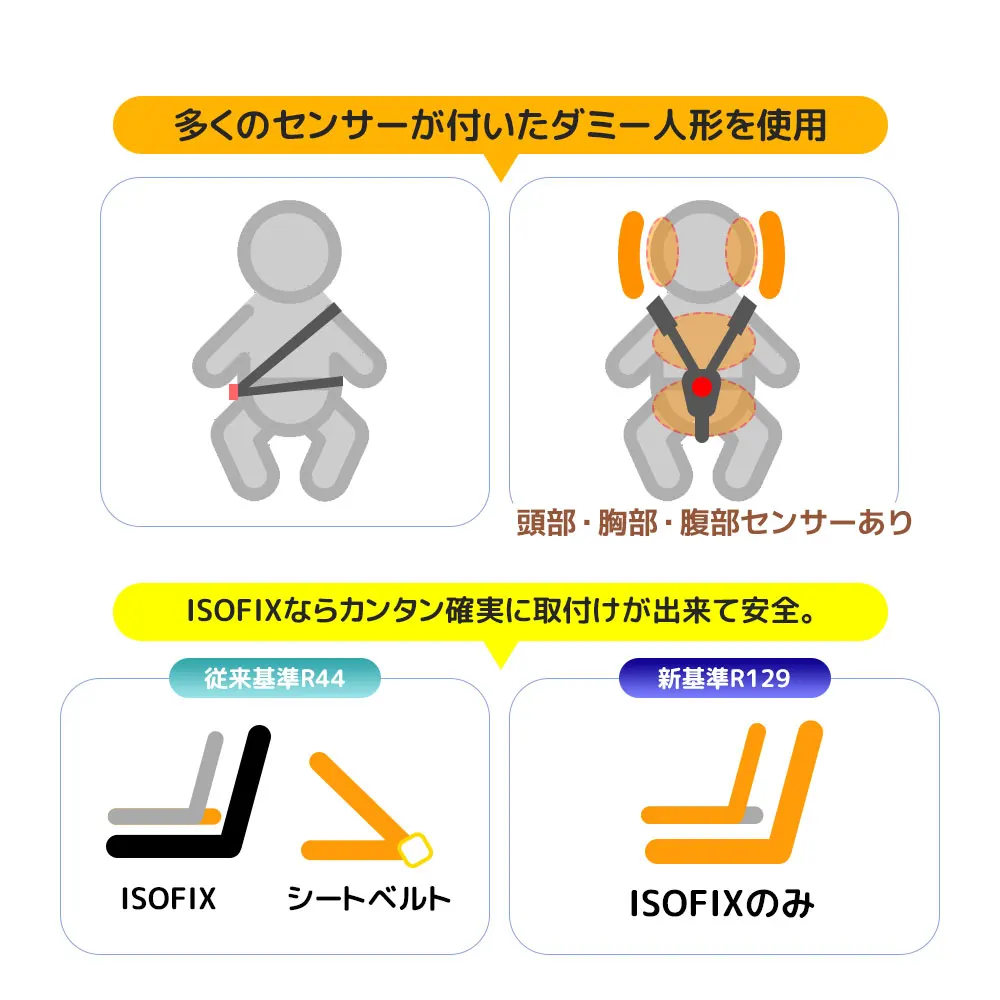 多くのセンサーが付いたダミー人形を使用
頭部・胸部・腹部センサーあり
ISOFIXならカンタン確実に取付けが出来て安全。
従来基準R44
新基準R129
ISOFIX
シートベルト
ISOFIXのみ